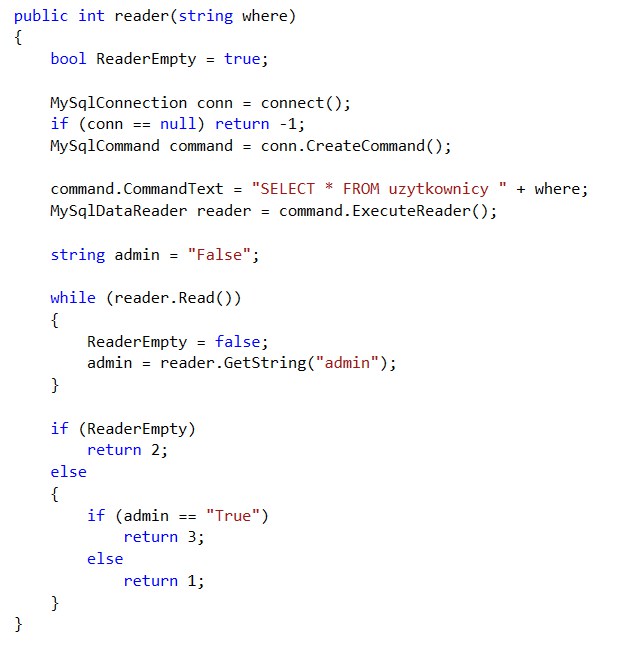 public int reader(string where)
{
    bool ReaderEmpty = true;

    MySqlConnection conn = connect();
    if (conn == null) return -1;
    MySqlCommand command = conn.CreateCommand();

    command.CommandText = "SELECT * FROM uzytkownicy " + where;
    MySqlDataReader reader = command.ExecuteReader();

    string admin = "False";

    while (reader.Read())
    {
        ReaderEmpty = false;
        admin = reader.GetString("admin");
    }

    if (ReaderEmpty)
        return 2;
    else
    {
        if (admin == "True")
            return 3;
        else
            return 1;
    }
}